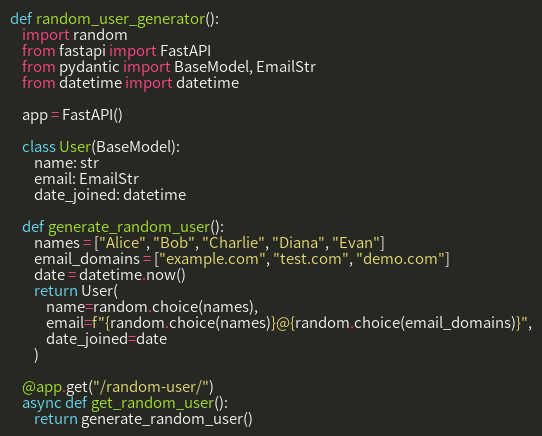 def random_user_generator():
    import random
    from fastapi import FastAPI
    from pydantic import BaseModel, EmailStr
    from datetime import datetime

    app = FastAPI()

    class User(BaseModel):
        name: str
        email: EmailStr
        date_joined: datetime

    def generate_random_user():
        names = ["Alice", "Bob", "Charlie", "Diana", "Evan"]
        email_domains = ["example.com", "test.com", "demo.com"]
        date = datetime.now()
        return User(
            name=random.choice(names),
            email=f"{random.choice(names)}@{random.choice(email_domains)}",
            date_joined=date
        )

    @app.get("/random-user/")
    async def get_random_user():
        return generate_random_user()